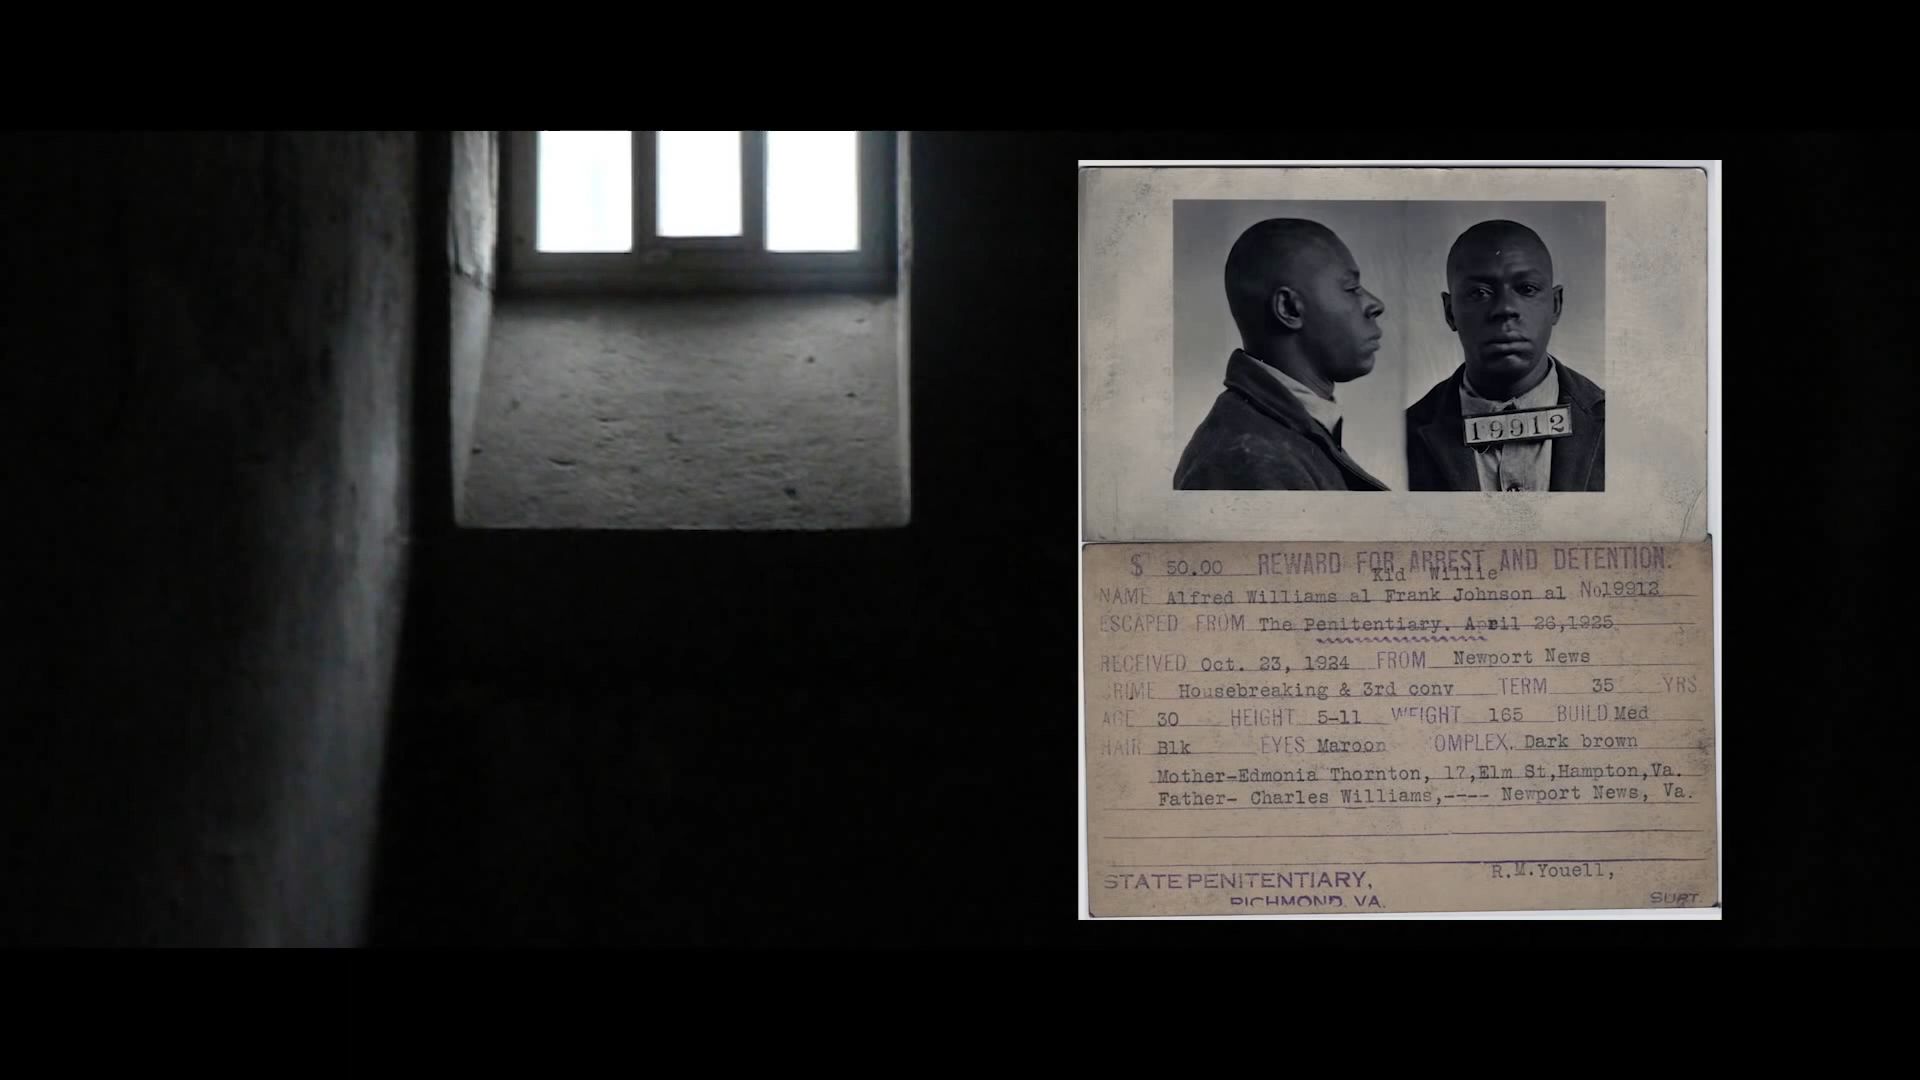 19912
$ 50.00 REWARD FOR ARREST AND DETENTION.
Kid Willie
NAME Alfred Williams al Frank Johnson al No19912
ESCAPED FROM The Penitentiary. April 26,1925
RECEIVED Oct. 23, 1924 FROM Newport News
CRIME Housebreaking & 3rd conv TERM 35 YRS
AGE 30 HEIGHT 5-11 WEIGHT 165 BUILD Med
HAIR Blk EYES Maroon OMPLEX. Dark brown
Mother-Edmonia Thornton, 17,Elm St,Hampton,Va.
Father- Charles Williams,---- Newport News, Va.
R.M.Youell,
STATE PENITENTIARY,
RICHMOND, VA.
SUPT.